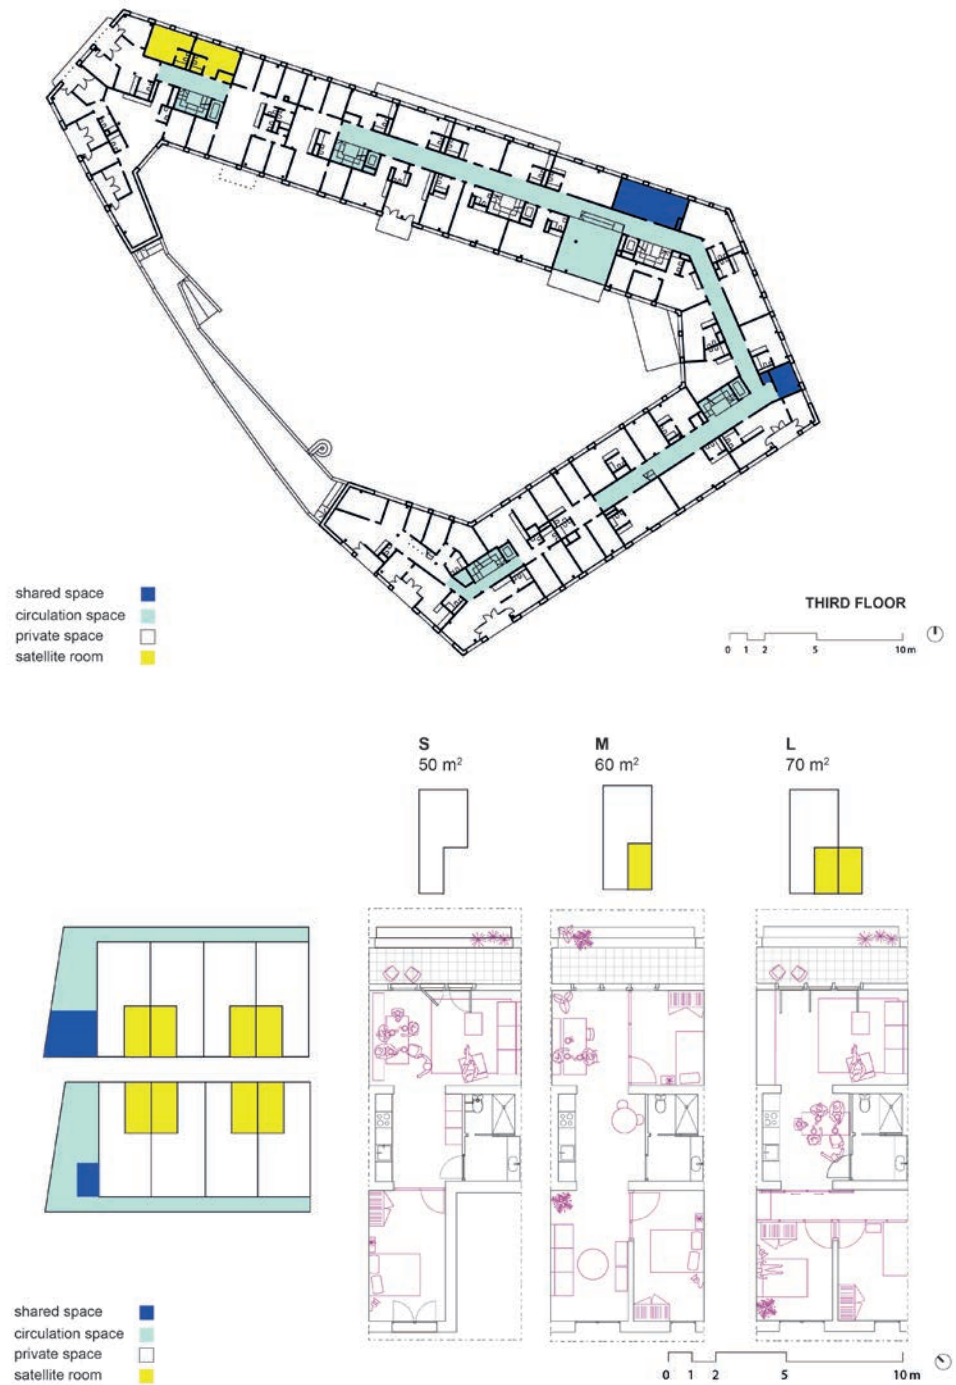 shared space
circulation space
private space
satellite room
THIRD FLOOR
0 1 2 5 10 m
S
50 m²
M
60 m²
L
70 m²
shared space
circulation space
private space
satellite room
0 1 2 5 10 m